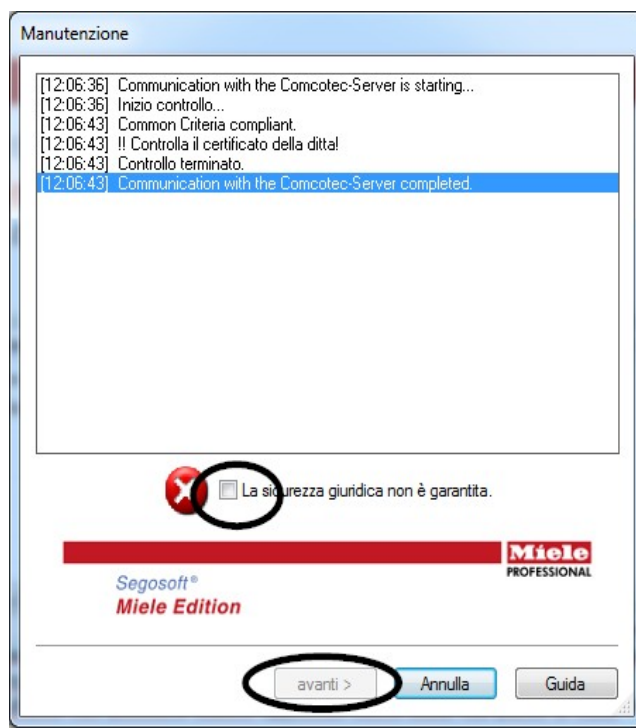 Manutenzione
[12:06:36] Communication with the Comcotec-Server is starting...
[12:06:36] Inizio controllo...
[12:06:43] Common Criteria compliant.
[12:06:43] !! Controlla il certificato della ditta!
[12:06:43] Controllo terminato.
[12:06:43] Communication with the Comcotec-Server completed.
La sicurezza giuridica non è garantita.
Miele
PROFESSIONAL
Segosoft®
Miele Edition
avanti > Annulla Guida